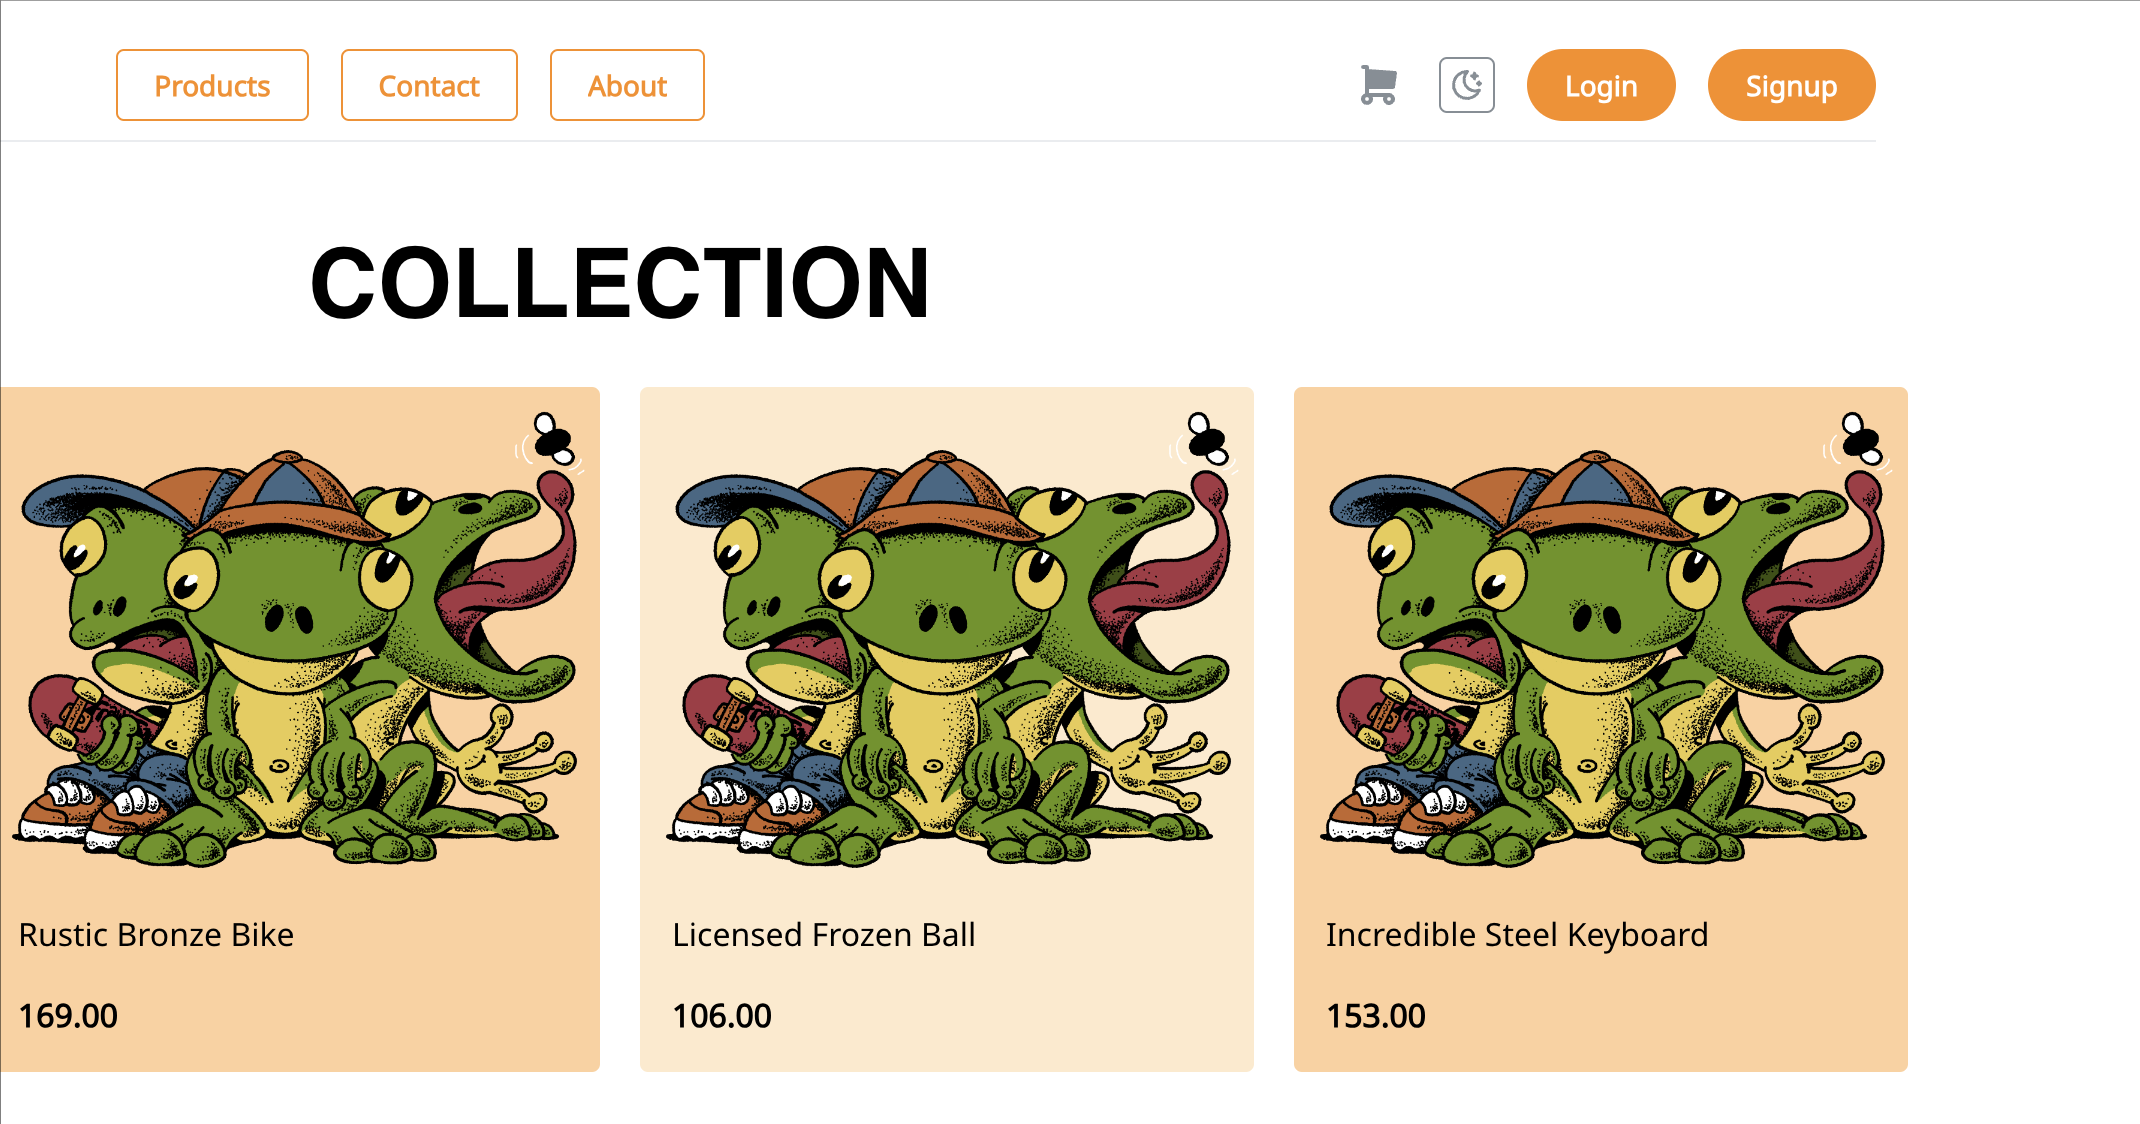 Products Contact About Login Signup
COLLECTION
Rustic Bronze Bike
169.00
Licensed Frozen Ball
106.00
Incredible Steel Keyboard
153.00